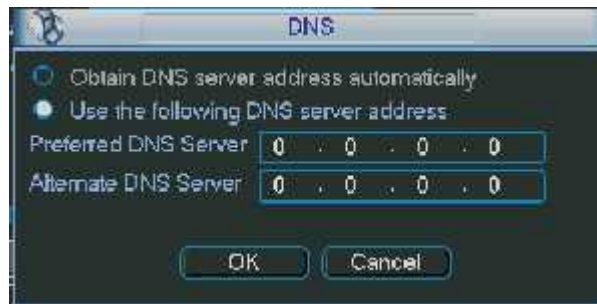 DNS
Obtain DNS server address automatically
Use the following DNS server address
Preferred DNS Server 0 . 0 . 0 . 0
Alternate DNS Server 0 . 0 . 0 . 0
OK Cancel